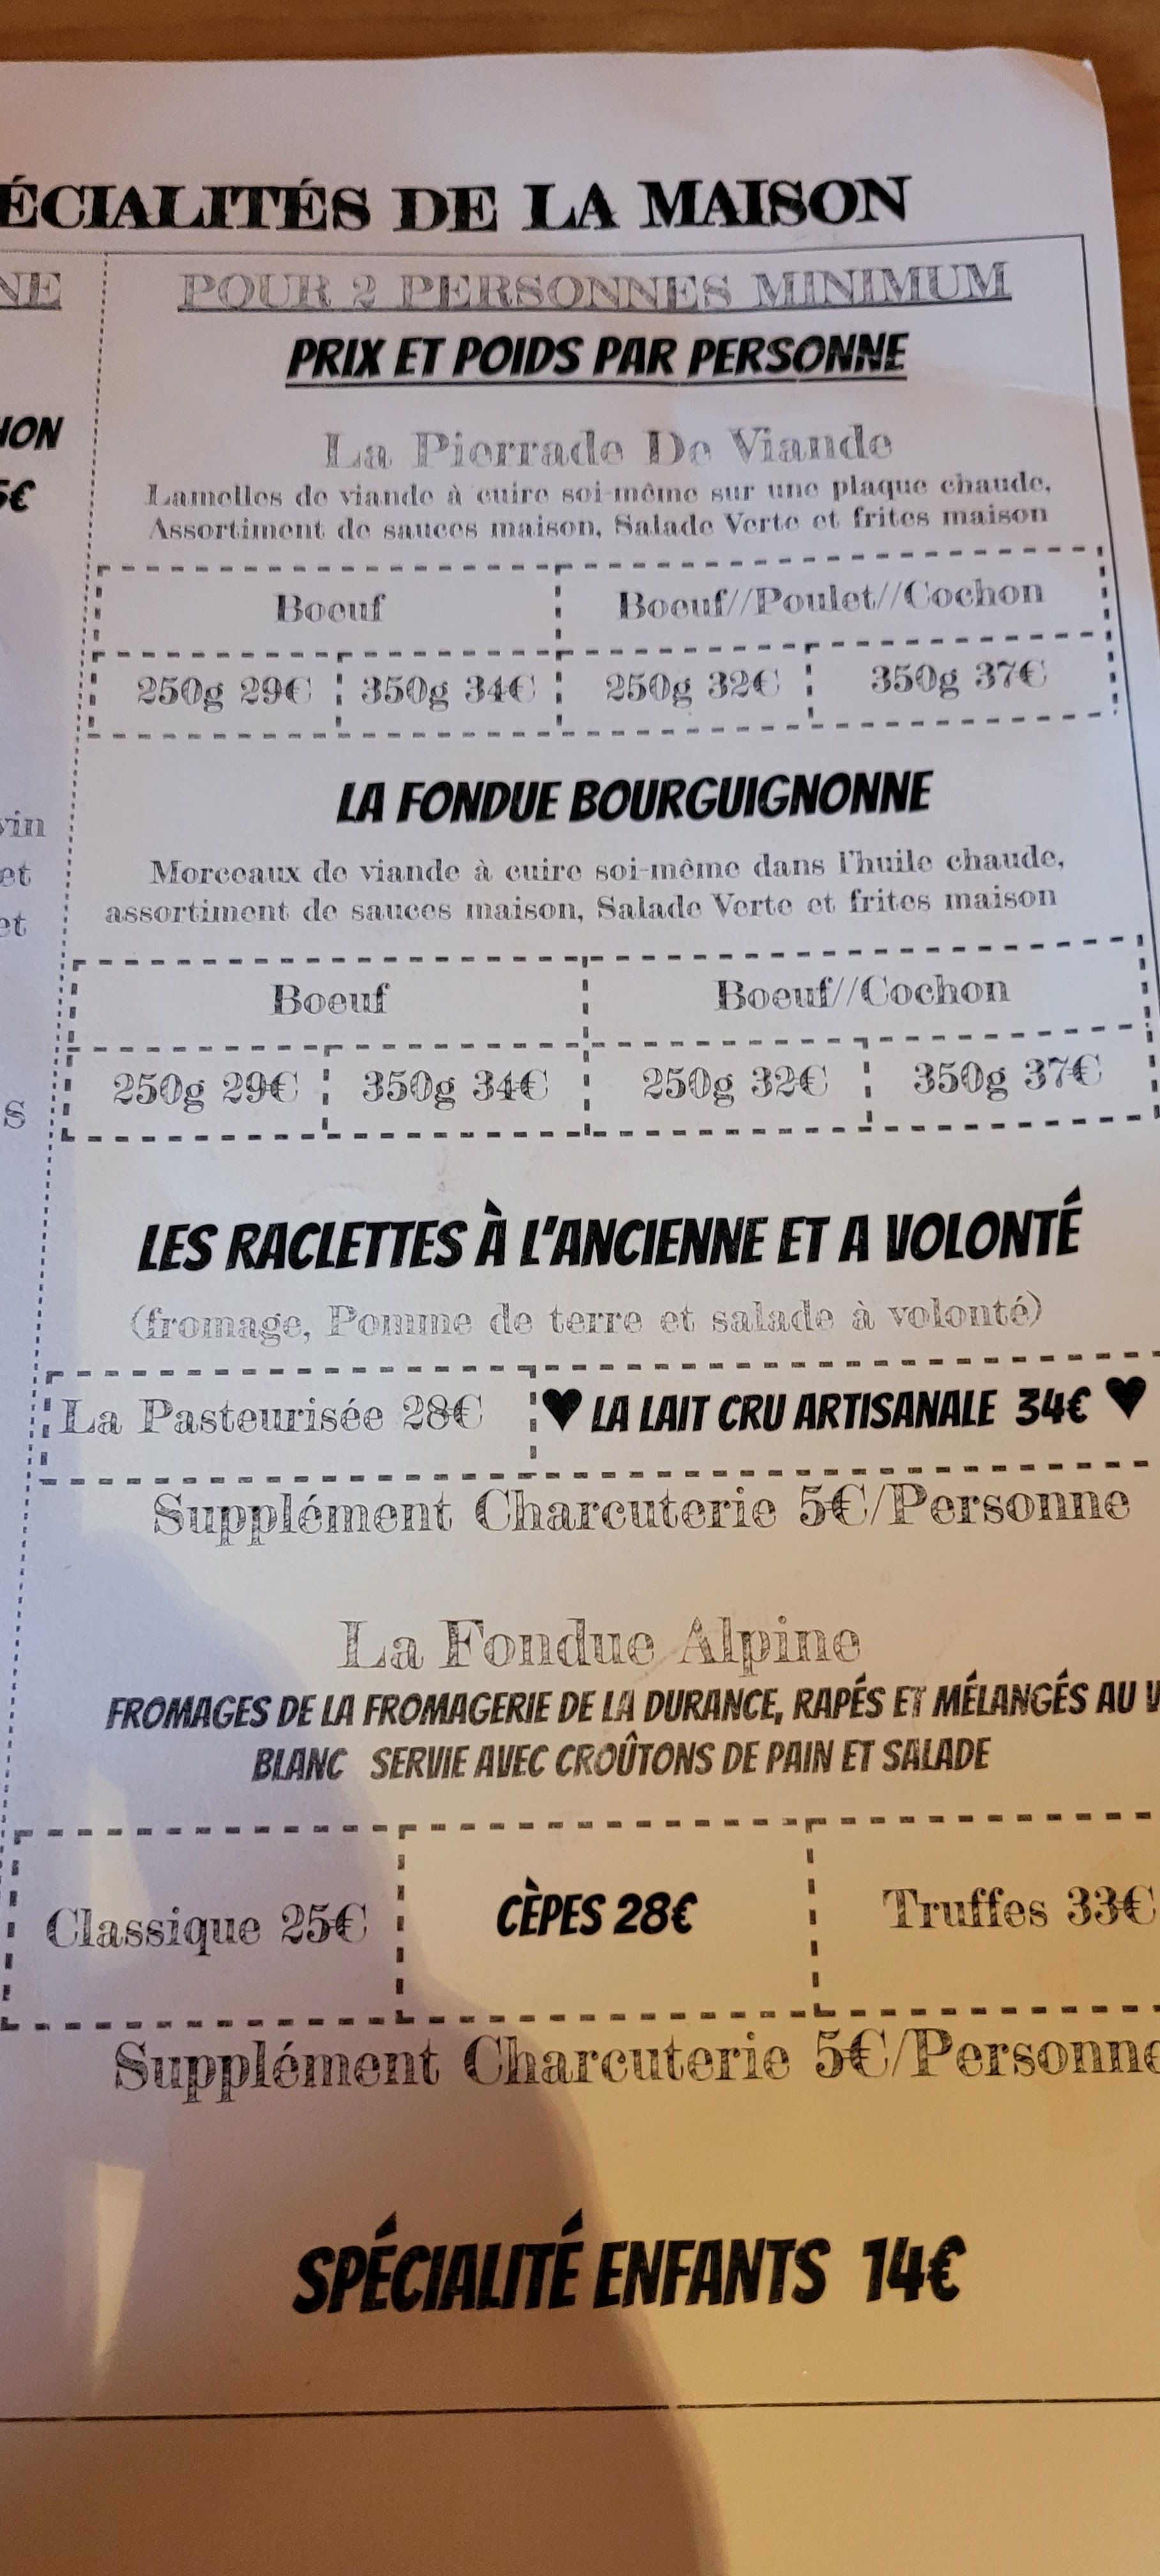 ÉCIALITÉS DE LA MAISON
NE
POUR 2 PERSONNES MINIMUM
PRIX ET POIDS PAR PERSONNE
HON
5€
La Pierrade De Viande
Lamelles de viande à cuire soi-même sur une plaque chaude,
Assortiment de sauces maison, Salade Verte et frites maison
Boeuf Boeuf//Poulet//Cochon
250g 29€ 350g 34€ 250g 32€ 350g 37€
LA FONDUE BOURGUIGNONNE
vin
et
et
Morceaux de viande à cuire soi-même dans l'huile chaude,
assortiment de sauces maison, Salade Verte et frites maison
Boeuf Boeuf//Cochon
250g 29€ 350g 34€ 250g 32€ 350g 37€
s
LES RACLETTES À L'ANCIENNE ET A VOLONTÉ
(fromage, Pomme de terre et salade à volonté)
La Pasteurisée 28€ ♥ LA LAIT CRU ARTISANALE 34€ ♥
Supplément Charcuterie 5€/Personne
La Fondue Alpine
FROMAGES DE LA FROMAGERIE DE LA DURANCE, RAPÉS ET MÉLANGÉS AU V
BLANC SERVIE AVEC CROÛTONS DE PAIN ET SALADE
Classique 25€ CÈPES 28€ Truffes 33€
Supplément Charcuterie 5€/Personne
SPÉCIALITÉ ENFANTS 14€